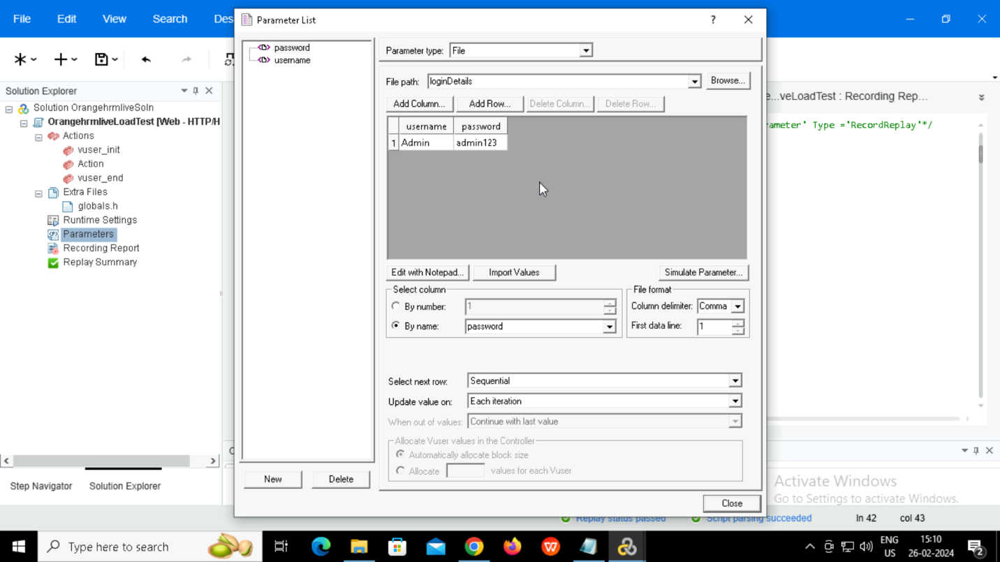 File Edit View Search Des
Parameter List ?
Solution Explorer
Solution OrangehrmliveSoln
OrangehrmliveLoadTest [Web - HTTP/H
Actions
vuser_init
Action
vuser_end
Extra Files
globals.h
Runtime Settings
Parameters
Recording Report
Replay Summary
Step Navigator Solution Explorer
password
username
New Delete
Parameter type: File
File path: loginDetails Browse...
Add Column... Add Row... Delete Column... Delete Row...
username password
1 Admin admin123
Edit with Notepad... Import Values Simulate Parameter...
Select column
By number: 1
By name: password
File format
Column delimiter: Comma
First data line: 1
Select next row: Sequential
Update value on: Each iteration
When out of values: Continue with last value
Allocate Vuser values in the Controller
Automatically allocate block size
Allocate values for each Vuser
Close
e...veLoadTest : Recording Rep...
ameter' Type ='RecordReplay'*/
Activate Windows
Go to Settings to activate Windows.
Replay status passed Script parsing succeeded ln 42 col 43
Type here to search
ENG
US
15:10
26-02-2024
2